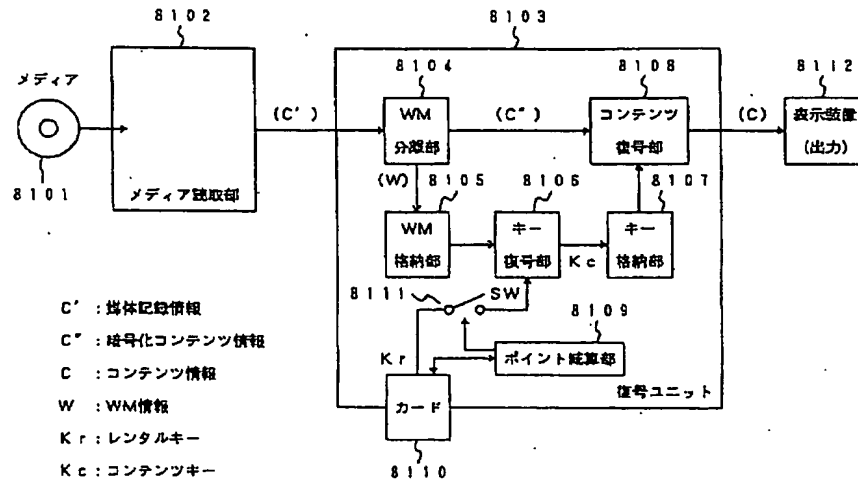 8102
8103
8104
8108
8112
メディア
(C')
WM
分離部
(C")
コンテンツ
復号部
(C)
表示装置
(出力)
8101
メディア読取部
(W)
8105
8106
8107
WM
格納部
キー
復号部
Kc
キー
格納部
8111
SW
8109
C' :媒体記録情報
C" :暗号化コンテンツ情報
Kr
ポイント減算部
C :コンテンツ情報
カード
復号ユニット
W :WM情報
Kr :レンタルキー
8110
Kc :コンテンツキー